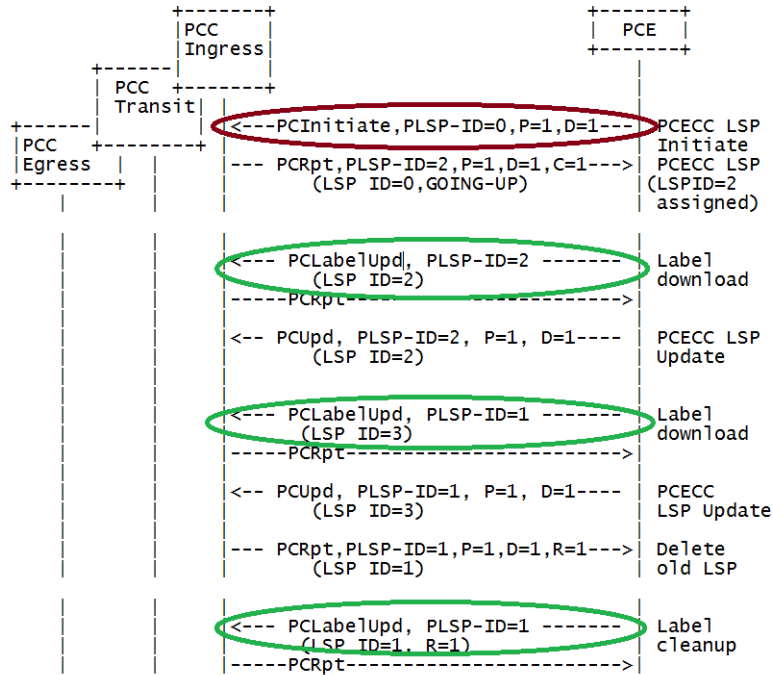 +-------+ +-------+
|PCC | | PCE |
|Ingress| +-------+
+------| | |
| PCC +-------+ |
| Transit| | |
+------| | |<---PCInitiate,PLSP-ID=0,P=1,D=1---| PCECC LSP
|PCC +--------+ | | Initiate
|Egress | | |--- PCRpt,PLSP-ID=2,P=1,D=1,C=1--->| PCECC LSP
+--------+ | | (LSP ID=0,GOING-UP) |(LSPID=2
| | | | assigned)
| | |<--- PCLabelUpd, PLSP-ID=2 ------- | Label
| | | (LSP ID=2) | download
| | |-----PCRpt------------------------>|
| | |<-- PCUpd, PLSP-ID=2, P=1, D=1---- | PCECC LSP
| | | (LSP ID=2) | Update
| | |<--- PCLabelUpd, PLSP-ID=1 ------- | Label
| | | (LSP ID=3) | download
| | |-----PCRpt------------------------>|
| | |<-- PCUpd, PLSP-ID=1, P=1, D=1---- | PCECC
| | | (LSP ID=3) | LSP Update
| | |--- PCRpt,PLSP-ID=1,P=1,D=1,R=1--->| Delete
| | | (LSP ID=1) | old LSP
| | |<--- PCLabelUpd, PLSP-ID=1 ------- | Label
| | | (LSP ID=1, R=1) | cleanup
| | |-----PCRpt------------------------>|